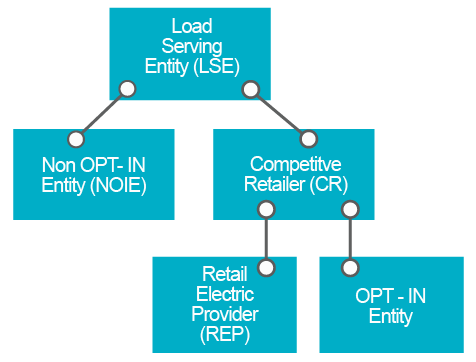 Load
Serving
Entity (LSE)
Non OPT- IN
Entity (NOIE)
Competitve
Retailer (CR)
Retail
Electric
Provider
(REP)
OPT - IN
Entity